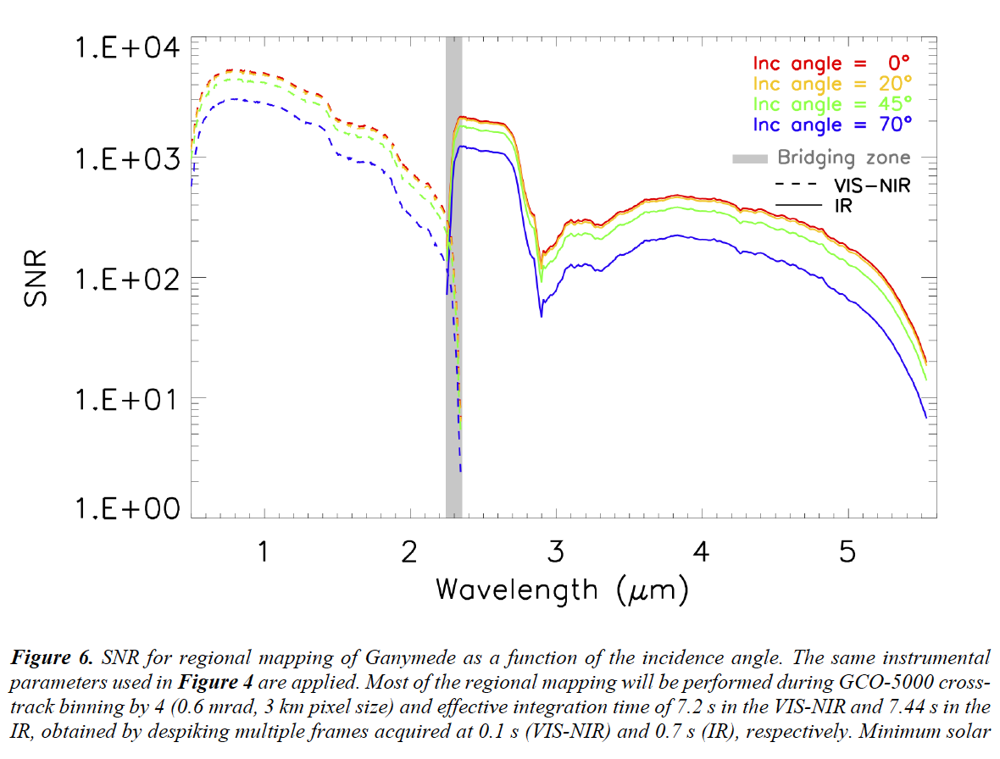 1.E+04
Inc angle = 0°
Inc angle = 20°
Inc angle = 45°
Inc angle = 70°
1.E+03
Bridging zone
VIS-NIR
IR
SNR
1.E+02
1.E+01
1.E+00
1 2 3 4 5
Wavelength (μm)
Figure 6. SNR for regional mapping of Ganymede as a function of the incidence angle. The same instrumental
parameters used in Figure 4 are applied. Most of the regional mapping will be performed during GCO-5000 cross-
track binning by 4 (0.6 mrad, 3 km pixel size) and effective integration time of 7.2 s in the VIS-NIR and 7.44 s in the
IR, obtained by despiking multiple frames acquired at 0.1 s (VIS-NIR) and 0.7 s (IR), respectively. Minimum solar